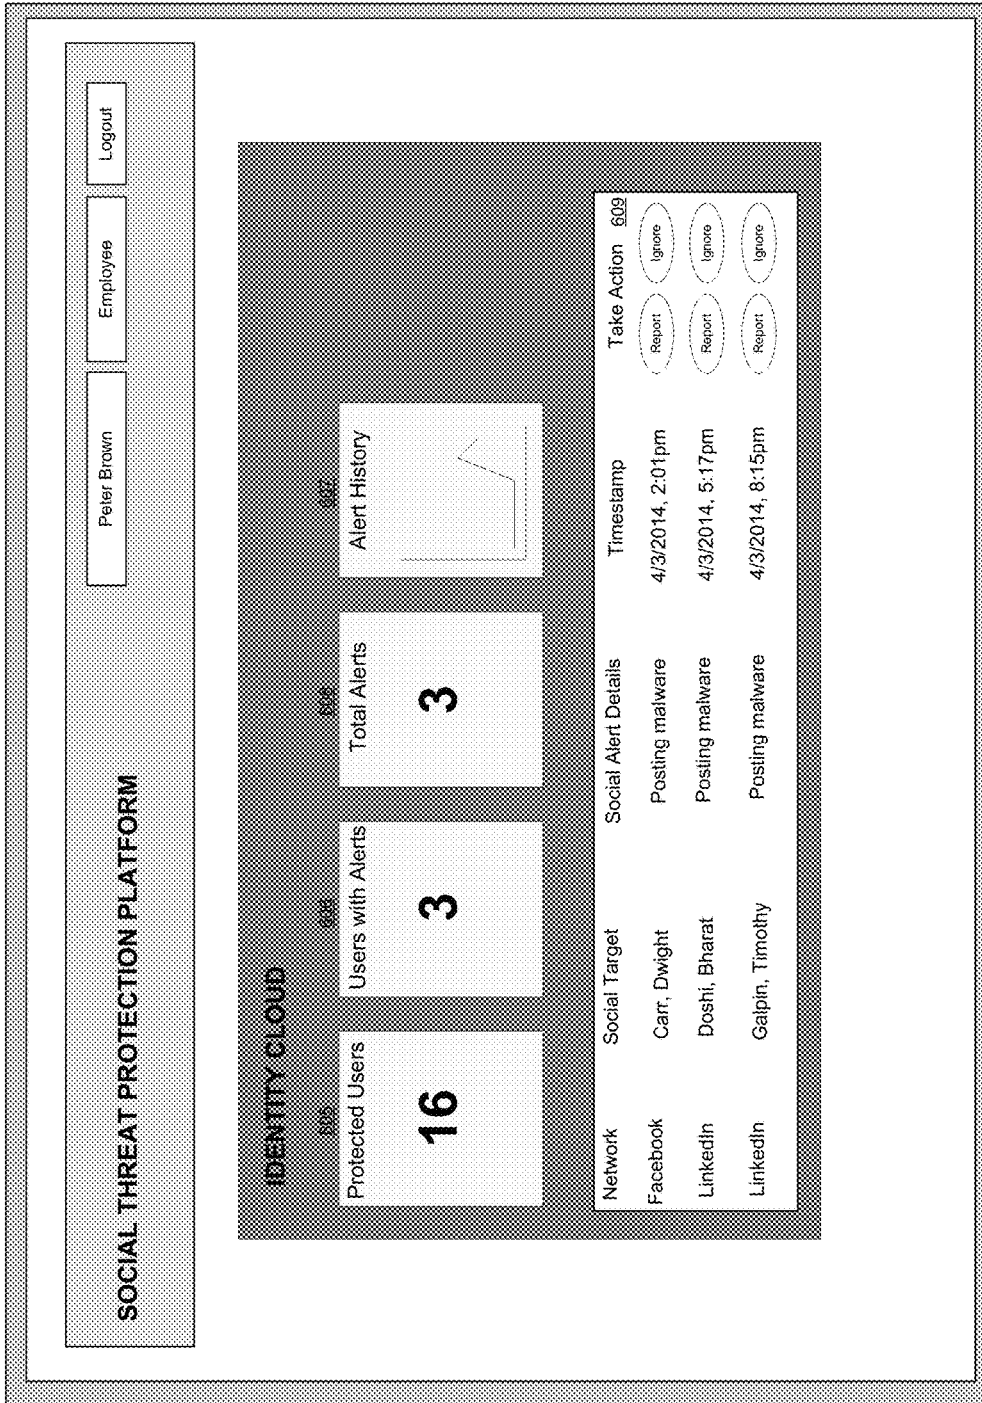 SOCIAL THREAT PROTECTION PLATFORM
Peter Brown
Employee
Logout
IDENTITY CLOUD
605
607
Protected Users
Users with Alerts
Total Alerts
Alert History
16
3
3
Network Social Target Social Alert Details Timestamp Take Action 609
Facebook Carr, Dwight Posting malware 4/3/2014, 2:01pm Report Ignore
LinkedIn Doshi, Bharat Posting malware 4/3/2014, 5:17pm Report Ignore
LinkedIn Galpin, Timothy Posting malware 4/3/2014, 8:15pm Report Ignore